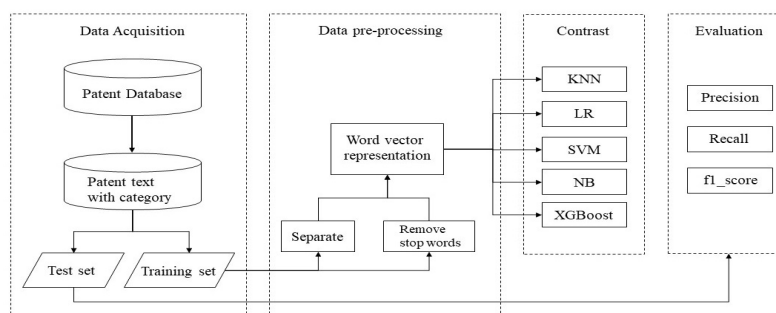 Data Acquisition
Patent Database
Patent text
with category
Test set
Training set
Data pre-processing
Word vector
representation
Separate
Remove
stop words
Contrast
KNN
LR
SVM
NB
XGBoost
Evaluation
Precision
Recall
f1_score